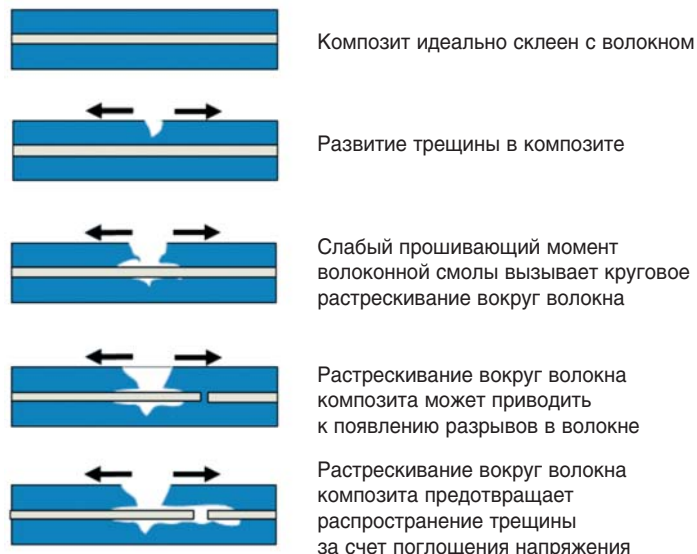 Композит идеально склеен с волокном
Развитие трещины в композите
Слабый прошивающий момент
волоконной смолы вызывает круговое
растрескивание вокруг волокна
Растрескивание вокруг волокна
композита может приводить
к появлению разрывов в волокне
Растрескивание вокруг волокна
композита предотвращает
распространение трещины
за счет поглощения напряжения